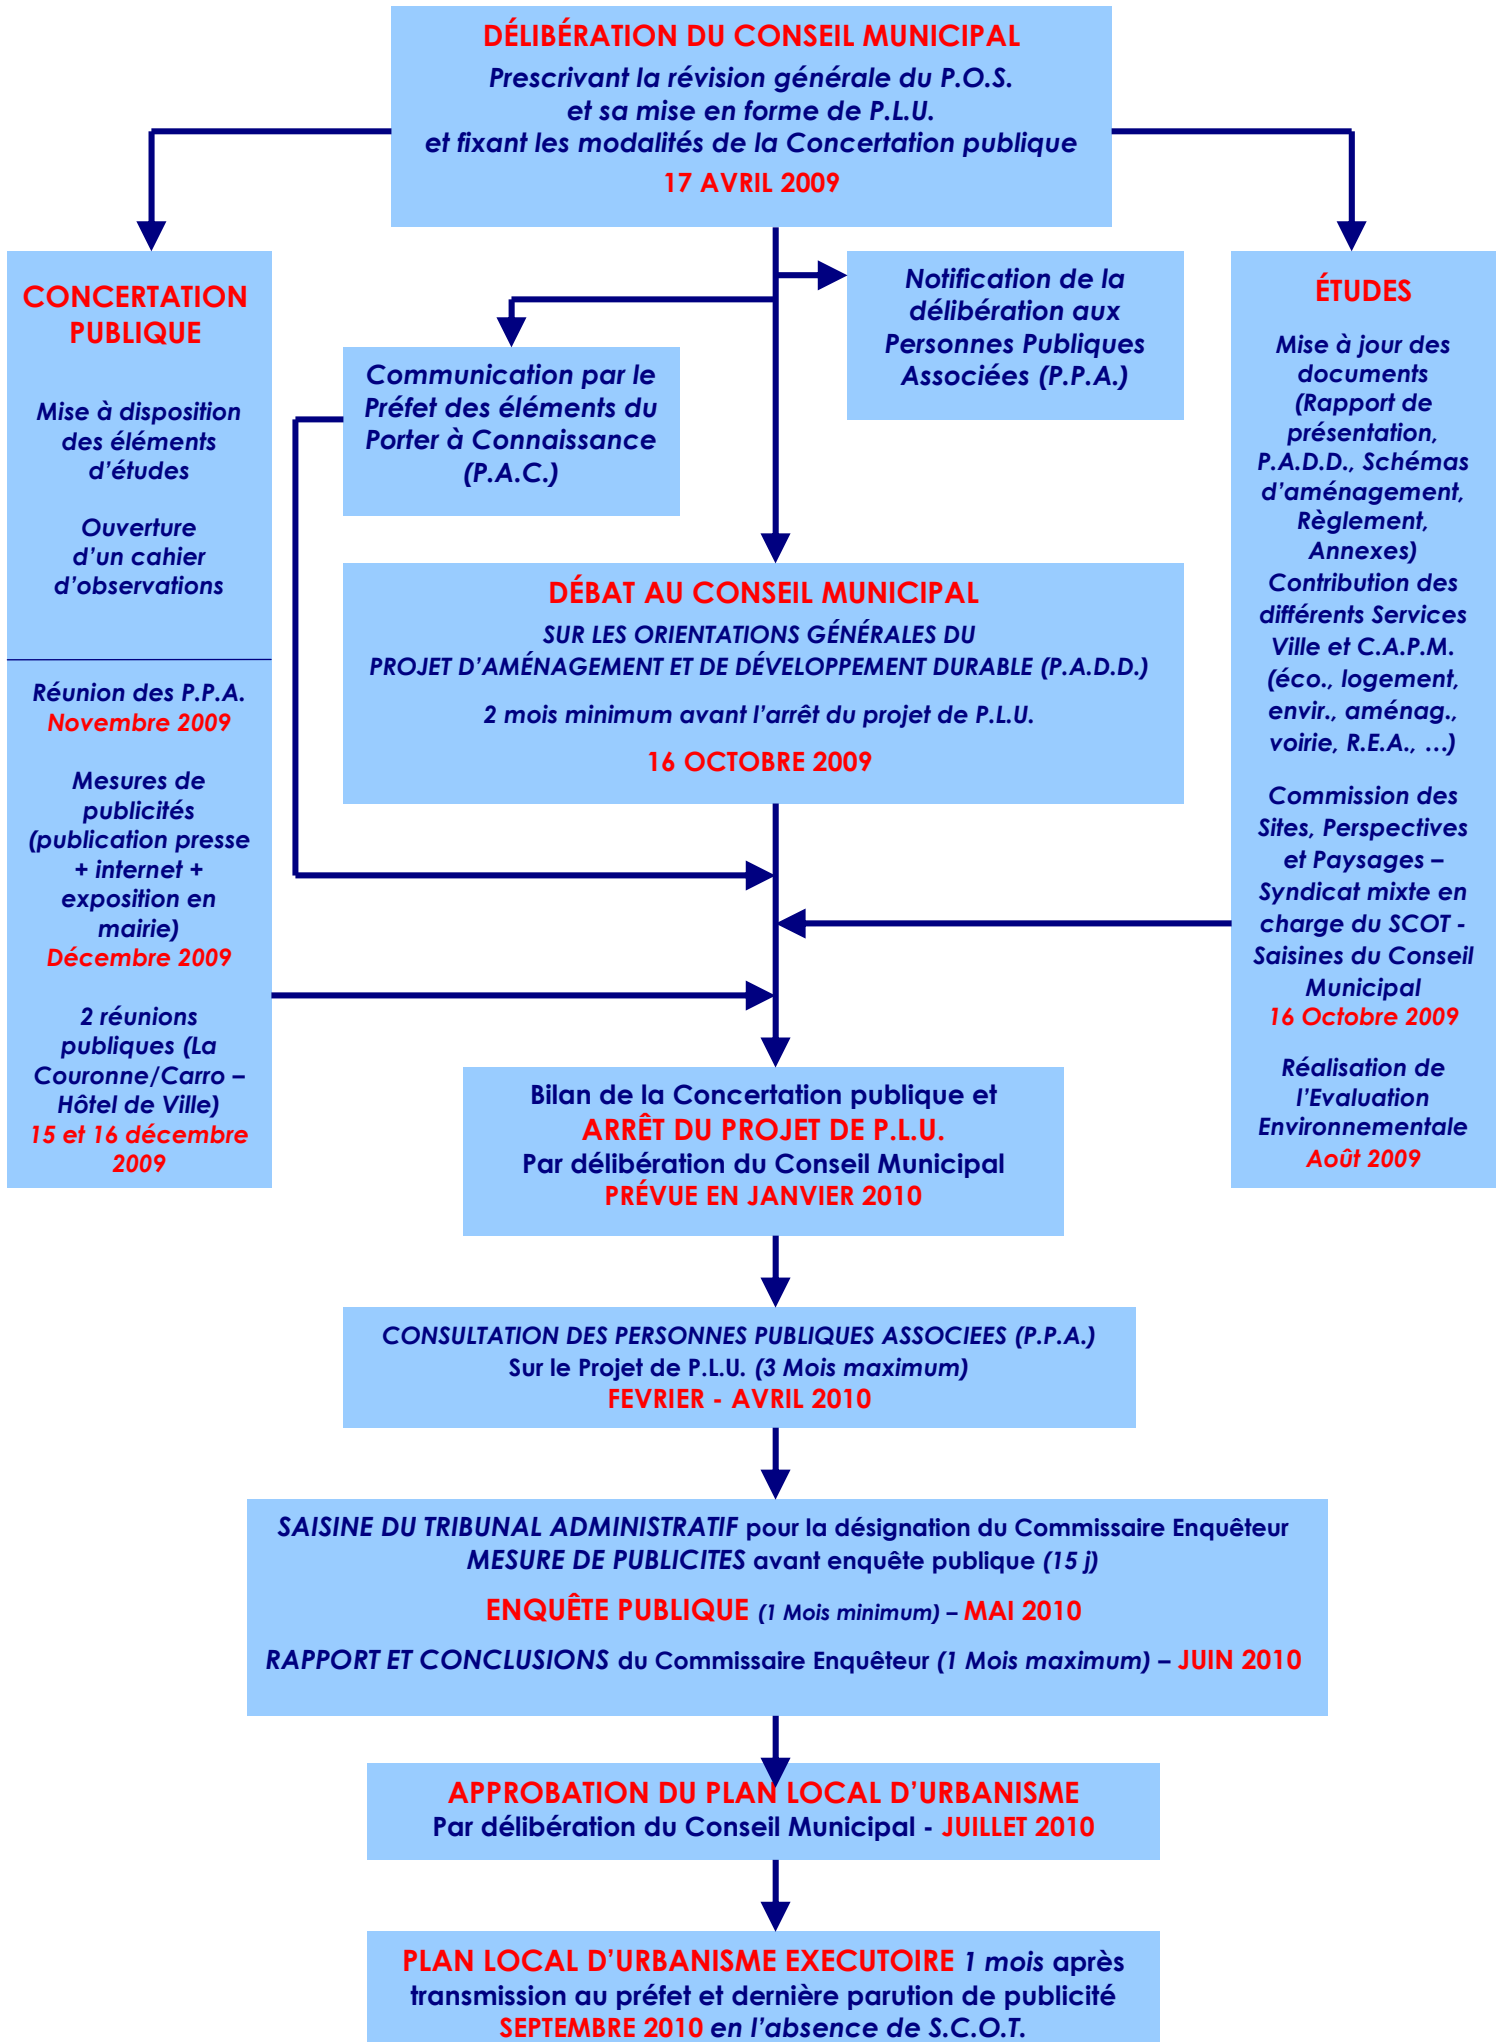 DÉLIBÉRATION DU CONSEIL MUNICIPAL
Prescrivant la révision générale du P.O.S.
et sa mise en forme de P.L.U.
et fixant les modalités de la Concertation publique
17 AVRIL 2009
CONCERTATION
PUBLIQUE
Mise à disposition
des éléments
d’études
Ouverture
d’un cahier
d’observations
Réunion des P.P.A.
Novembre 2009
Mesures de
publicités
(publication presse
+ internet +
exposition en
mairie)
Décembre 2009
2 réunions
publiques (La
Couronne/Carro –
Hôtel de Ville)
15 et 16 décembre
2009
Communication par le
Préfet des éléments du
Porter à Connaissance
(P.A.C.)
Notification de la
délibération aux
Personnes Publiques
Associées (P.P.A.)
ÉTUDES
Mise à jour des
documents
(Rapport de
présentation,
P.A.D.D., Schémas
d’aménagement,
Règlement,
Annexes)
Contribution des
différents Services
Ville et C.A.P.M.
(éco., logement,
envir., aménag.,
voirie, R.E.A., …)
Commission des
Sites, Perspectives
et Paysages –
Syndicat mixte en
charge du SCOT -
Saisines du Conseil
Municipal
16 Octobre 2009
Réalisation de
l’Evaluation
Environnementale
Août 2009
DÉBAT AU CONSEIL MUNICIPAL
SUR LES ORIENTATIONS GÉNÉRALES DU
PROJET D’AMÉNAGEMENT ET DE DÉVELOPPEMENT DURABLE (P.A.D.D.)
2 mois minimum avant l’arrêt du projet de P.L.U.
16 OCTOBRE 2009
Bilan de la Concertation publique et
ARRÊT DU PROJET DE P.L.U.
Par délibération du Conseil Municipal
PRÉVUE EN JANVIER 2010
CONSULTATION DES PERSONNES PUBLIQUES ASSOCIEES (P.P.A.)
Sur le Projet de P.L.U. (3 Mois maximum)
FEVRIER - AVRIL 2010
SAISINE DU TRIBUNAL ADMINISTRATIF pour la désignation du Commissaire Enquêteur
MESURE DE PUBLICITES avant enquête publique (15 j)
ENQUÊTE PUBLIQUE (1 Mois minimum) – MAI 2010
RAPPORT ET CONCLUSIONS du Commissaire Enquêteur (1 Mois maximum) – JUIN 2010
APPROBATION DU PLAN LOCAL D’URBANISME
Par délibération du Conseil Municipal - JUILLET 2010
PLAN LOCAL D’URBANISME EXECUTOIRE 1 mois après
transmission au préfet et dernière parution de publicité
SEPTEMBRE 2010 en l’absence de S.C.O.T.